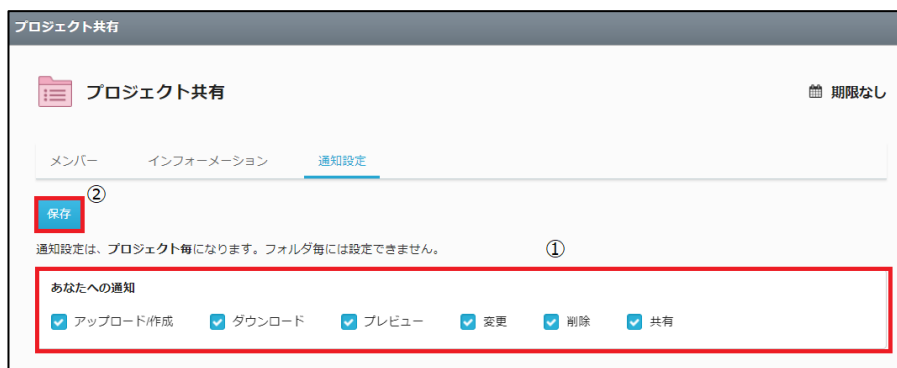 プロジェクト共有
プロジェクト共有
期限なし
メンバー インフォーメーション 通知設定
②
保存
通知設定は、プロジェクト毎になります。フォルダ毎には設定できません。
①
あなたへの通知
アップロード/作成 ダウンロード プレビュー 変更 削除 共有